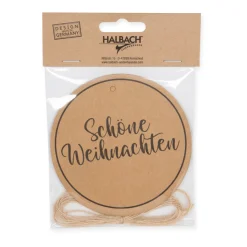 DESIGN
GERMANY
HALBACH
Schöne
Weihnachten